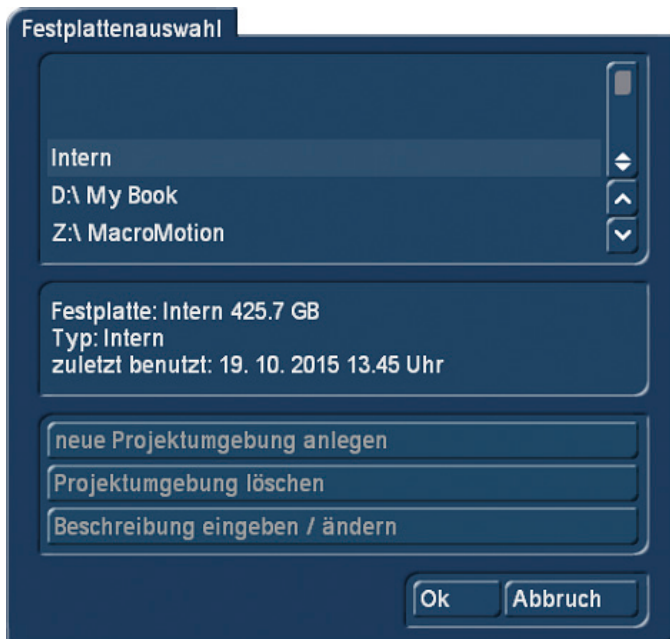 Festplattenauswahl
Intern
D:\ My Book
Z:\ MacroMotion
Festplatte: Intern 425.7 GB
Typ: Intern
zuletzt benutzt: 19. 10. 2015 13.45 Uhr
neue Projektumgebung anlegen
Projektumgebung löschen
Beschreibung eingeben / ändern
Ok
Abbruch